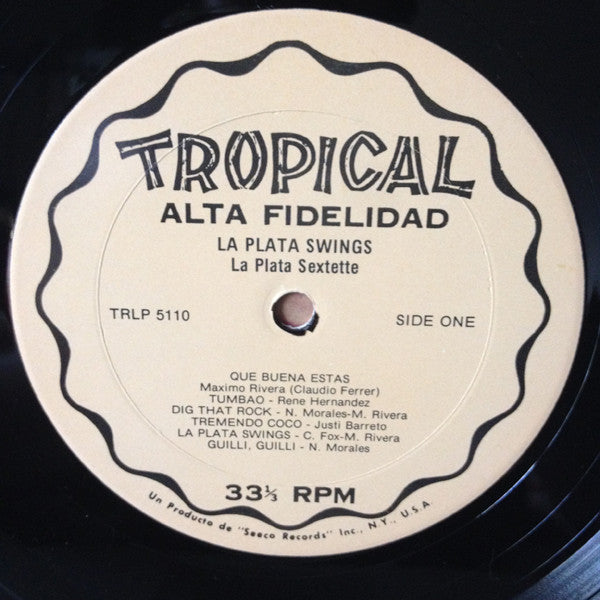 TROPICAL
ALTA FIDELIDAD
LA PLATA SWINGS
La Plata Sextette
TRLP 5110
SIDE ONE
QUE BUENA ESTAS
Maximo Rivera (Claudio Ferrer)
TUMBAO - Rene Hernandez
DIG THAT ROCK - N. Morales-M. Rivera
TREMENDO COCO - Justi Barreto
LA PLATA SWINGS - C. Fox-M. Rivera
GUILLI, GUILLI - N. Morales
33⅓ RPM
Un Producto de "Seeco Records" Inc., N.Y., U.S.A.